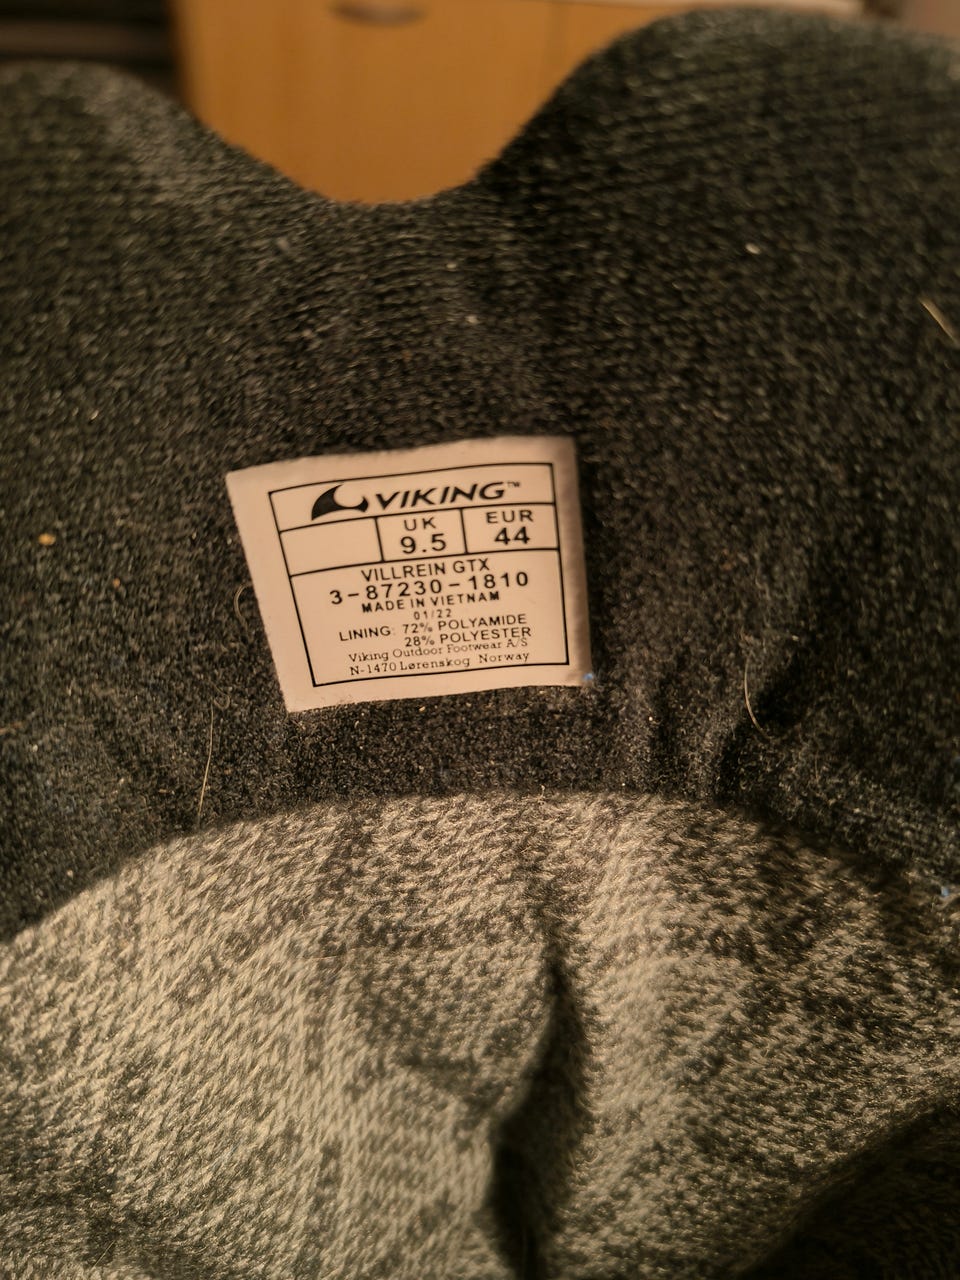 VIKING™
UK EUR
9.5 44
VILLREIN GTX
3-87230-1810
MADE IN VIETNAM
01/22
LINING: 72% POLYAMIDE
28% POLYESTER
Viking Outdoor Footwear A/S
N-1470 Lørenskog Norway